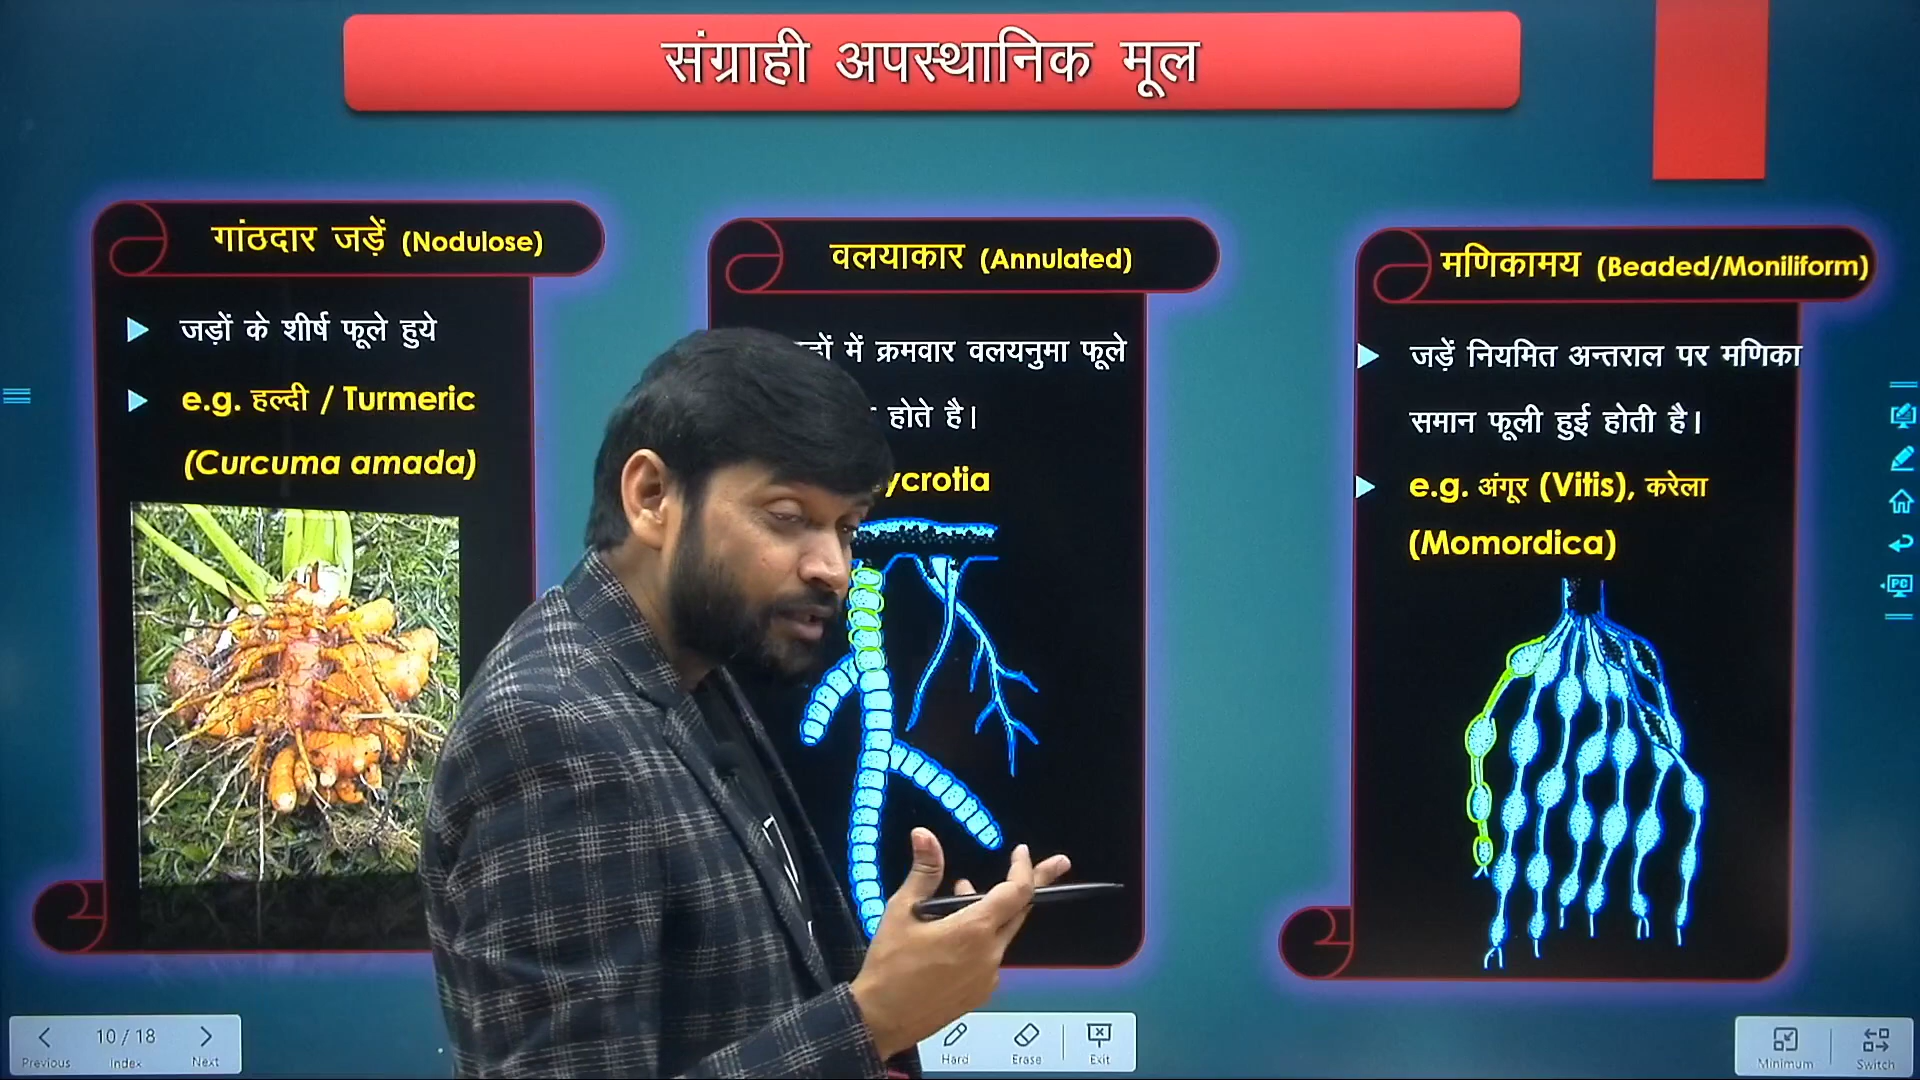 संग्राही अपस्थानिक मूल
गांठदार जड़ें (Nodulose)
जड़ों के शीर्ष फूले हुये
e.g. हल्दी / Turmeric
(Curcuma amada)
वलयाकार (Annulated)
में क्रमवार वलयनुमा फूले
होते है।
मणिकामय (Beaded/Moniliform)
जड़ें नियमित अन्तराल पर मणिका
समान फूली हुई होती है।
e.g. अंगूर (Vitis), करेला
(Momordica)
PC
10 / 18
Previous
Index
Next
Hard
Erase
Exit
Minimum
Switch